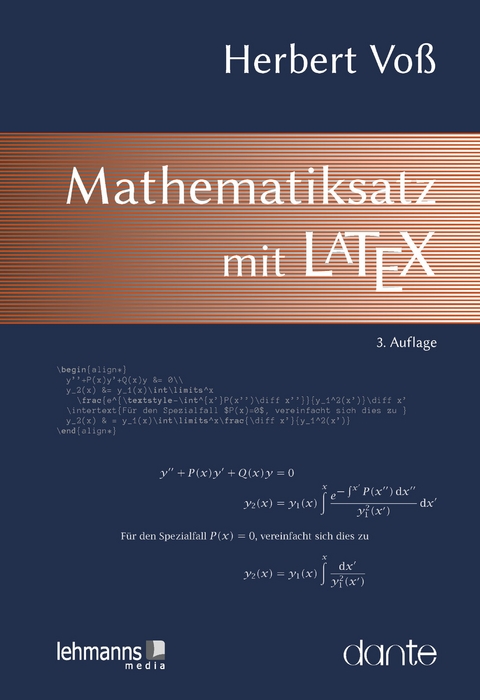 Herbert Voß
Mathematiksatz
mit LATEX
3. Auflage
\begin{align*}
y''+P(x)y'+Q(x)y &= 0\\
y_2(x) &= y_1(x)\int\limits^x
\frac{e^{\textstyle-\int^{x'}P(x'')\diff x''}}{y_1^2(x')}\diff x'
\intertext{Für den Spezialfall $P(x)=0$, vereinfacht sich dies zu }
y_2(x) & = y_1(x)\int\limits^x\frac{\diff x'}{y_1^2(x')}
\end{align*}
y'' + P(x) y' + Q(x) y = 0
y₂(x) = y₁(x) ∫ˣ e^(−∫ˣ' P(x'') dx'') / y₁²(x') dx'
Für den Spezialfall P(x) = 0, vereinfacht sich dies zu
y₂(x) = y₁(x) ∫ˣ dx' / y₁²(x')
lehmanns
media
dante